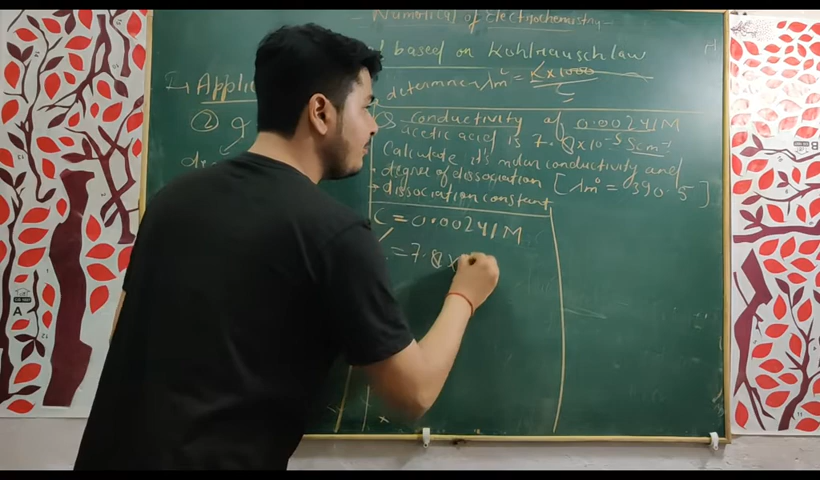 Numerical of Electrochemistry
based on Kohlrausch law
I→ Appli
determine Λm° = K×1000
C
② g
Q conductivity of 0.00241M
acetic acid is 7.8×10⁻⁵ Scm⁻¹
Calculate its molar conductivity and
degree of dissociation [Λm° = 390.5]
→ dissociation constant
C = 0.00241M
= 7.8×